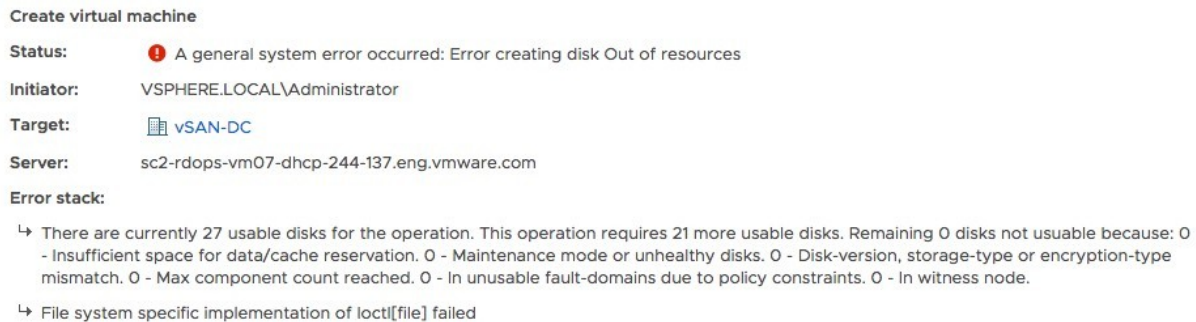 Create virtual machine
Status: A general system error occurred: Error creating disk Out of resources
Initiator: VSPHERE.LOCAL\Administrator
Target: vSAN-DC
Server: sc2-rdops-vm07-dhcp-244-137.eng.vmware.com
Error stack:
There are currently 27 usable disks for the operation. This operation requires 21 more usable disks. Remaining 0 disks not usuable because: 0
- Insufficient space for data/cache reservation. 0 - Maintenance mode or unhealthy disks. 0 - Disk-version, storage-type or encryption-type
mismatch. 0 - Max component count reached. 0 - In unusable fault-domains due to policy constraints. 0 - In witness node.
File system specific implementation of Ioctl[file] failed